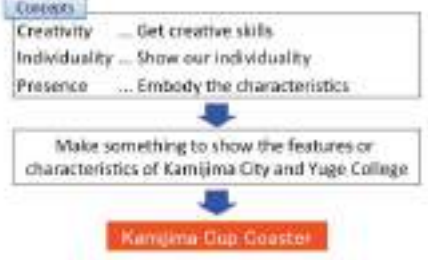 Concepts
Creativity ... Get creative skills
Individuality ... Show our individuality
Presence ... Embody the characteristics
Make something to show the features or
characteristics of Kamijima City and Yuge College
Kamijima Cup Coaster